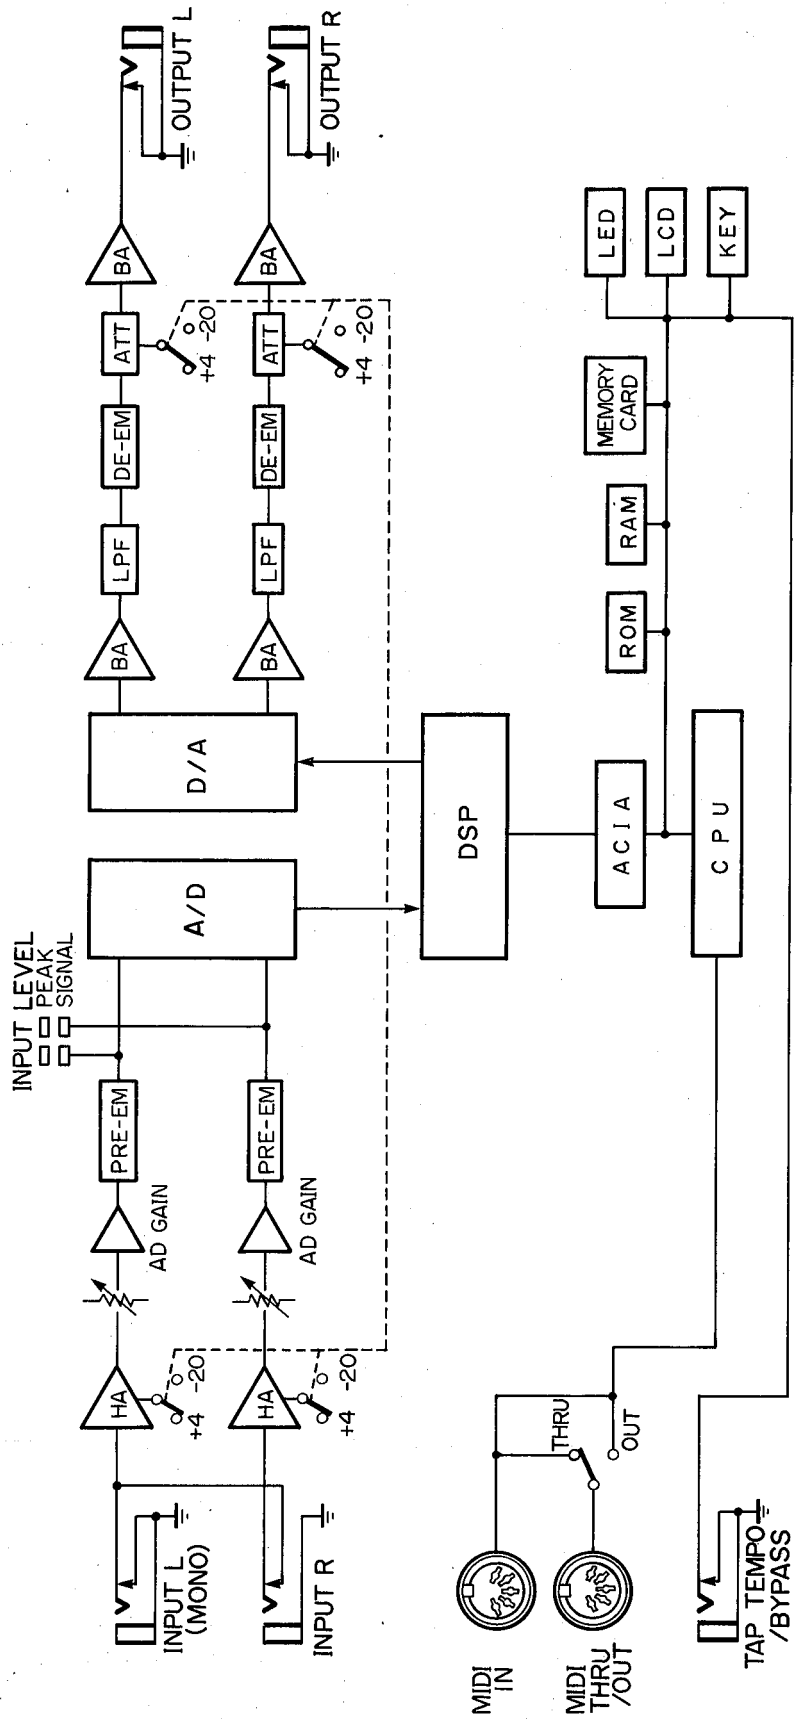 INPUT L
(MONO)
INPUT R
HA
+4
-20
HA
+4
-20
AD GAIN
AD GAIN
PRE-EM
PRE-EM
INPUT LEVEL
PEAK
SIGNAL
A/D
D/A
BA
BA
LPF
LPF
DE-EM
DE-EM
ATT
+4
-20
ATT
+4
-20
BA
BA
OUTPUT L
OUTPUT R
DSP
ACIA
CPU
ROM
RAM
MEMORY
CARD
LED
LCD
KEY
MIDI
IN
MIDI
THRU
/OUT
THRU
OUT
TAP TEMPO
/BYPASS